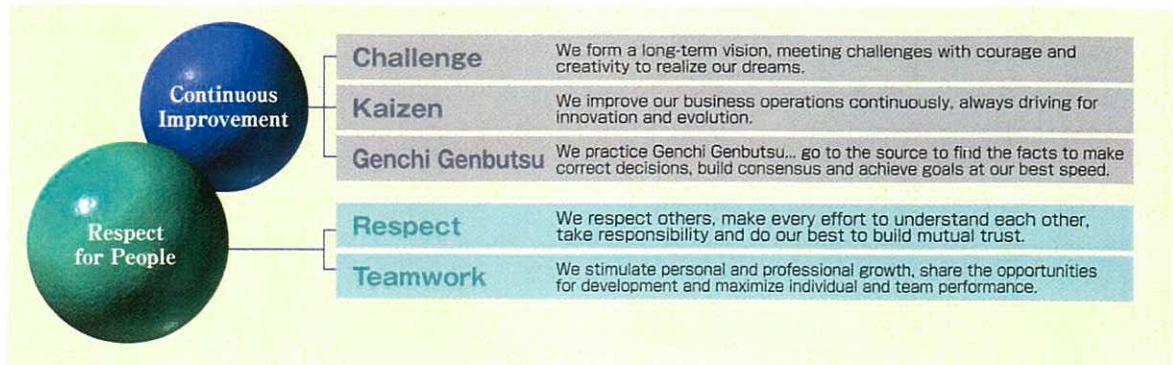 Continuous
Improvement
Challenge
We form a long-term vision, meeting challenges with courage and
creativity to realize our dreams.
Kaizen
We improve our business operations continuously, always driving for
innovation and evolution.
Genchi Genbutsu
We practice Genchi Genbutsu... go to the source to find the facts to make
correct decisions, build consensus and achieve goals at our best speed.
Respect
for People
Respect
We respect others, make every effort to understand each other,
take responsibility and do our best to build mutual trust.
Teamwork
We stimulate personal and professional growth, share the opportunities
for development and maximize individual and team performance.